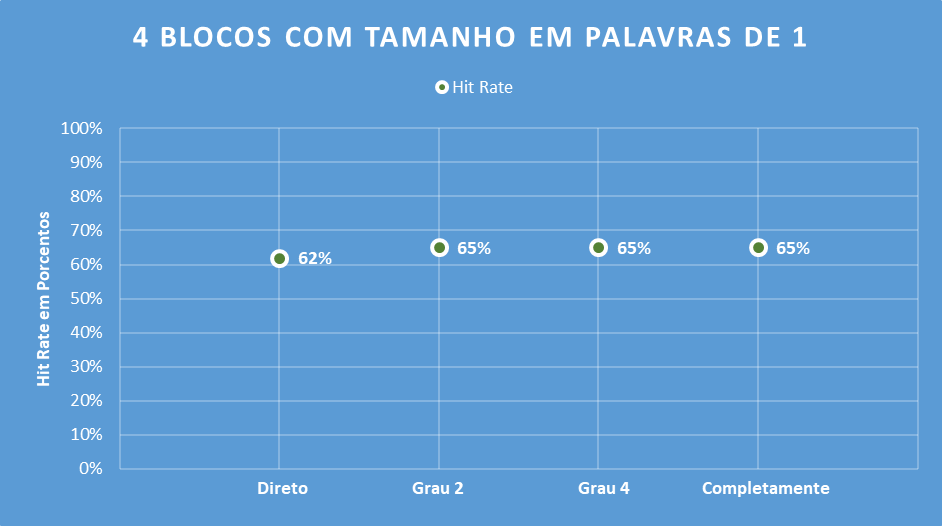 4 BLOCOS COM TAMANHO EM PALAVRAS DE 1
Hit Rate
Hit Rate em Porcentos
100%
90%
80%
70%
60%
50%
40%
30%
20%
10%
0%
62%
65%
65%
65%
Direto
Grau 2
Grau 4
Completamente